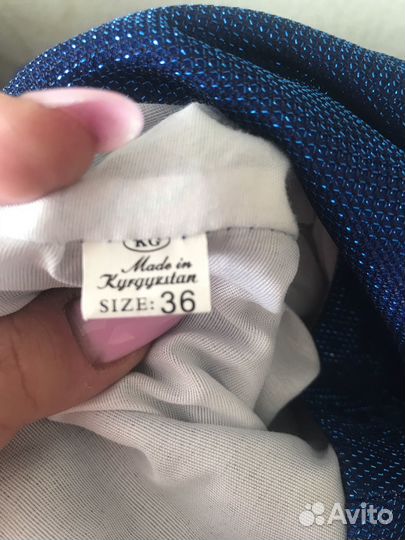 KG
Made in
Kyrgyzstan
SIZE: 36
Avito